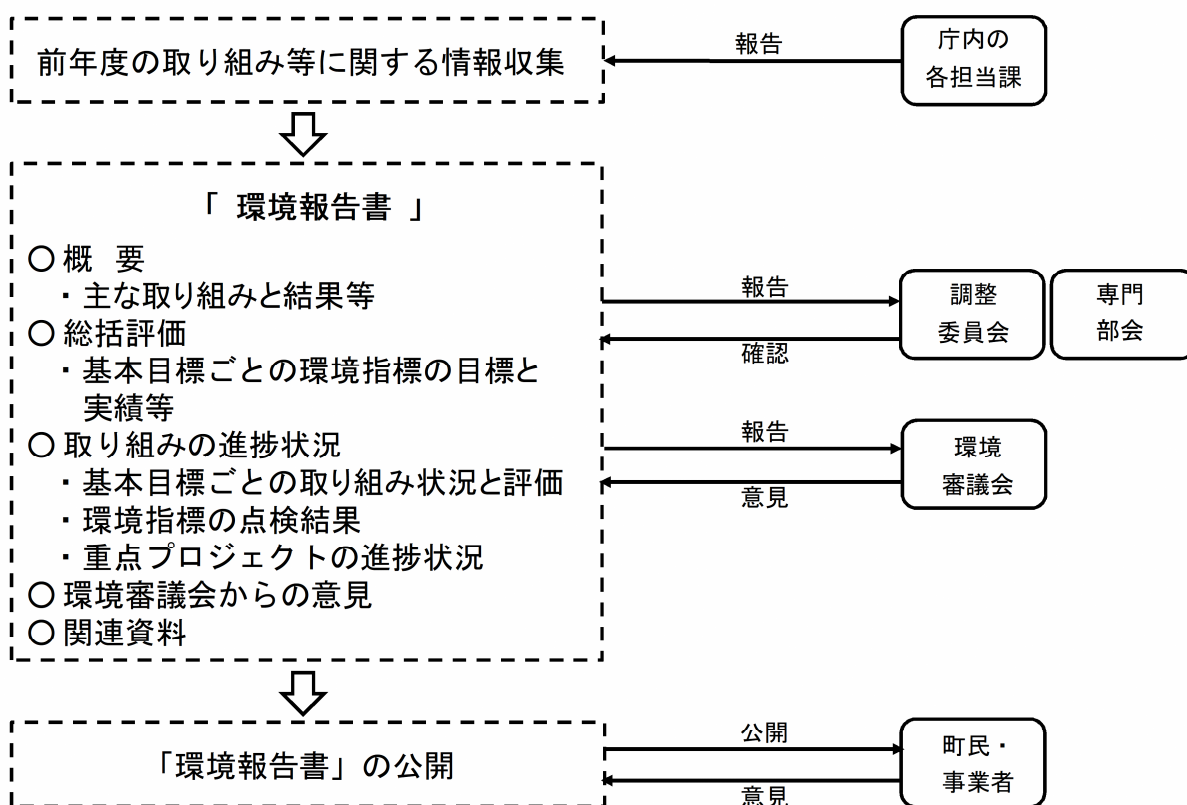 前年度の取り組み等に関する情報収集
報告
庁内の
各担当課
「 環境報告書 」
○概 要
・主な取り組みと結果等
○総括評価
・基本目標ごとの環境指標の目標と
実績等
○取り組みの進捗状況
・基本目標ごとの取り組み状況と評価
・環境指標の点検結果
・重点プロジェクトの進捗状況
○環境審議会からの意見
○関連資料
報告
確認
調整
委員会
専門
部会
報告
意見
環境
審議会
「環境報告書」の公開
公開
意見
町民・
事業者